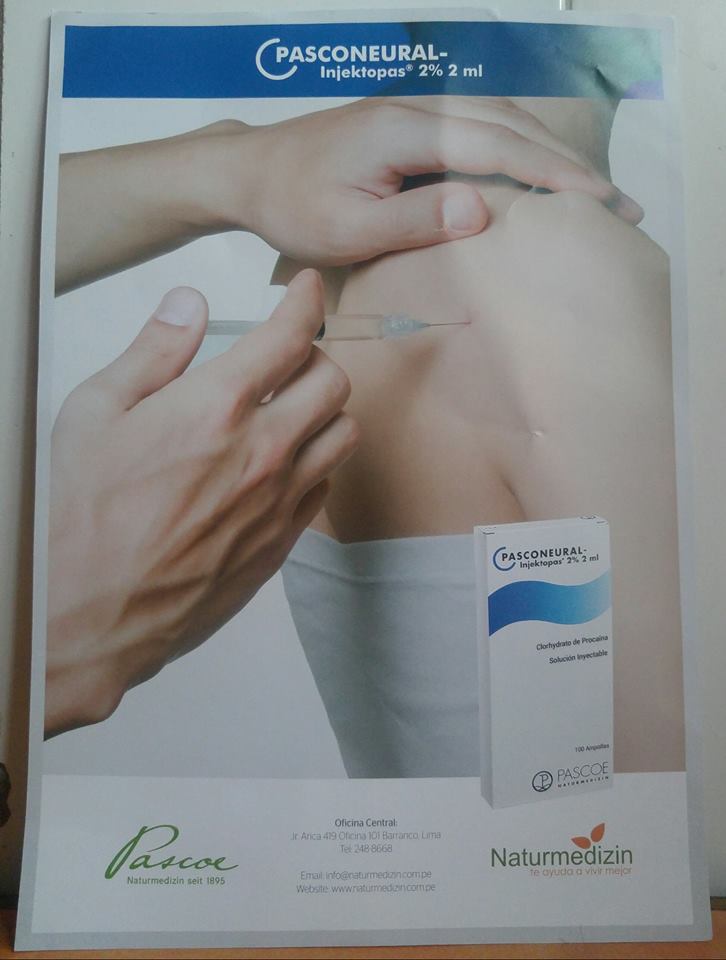 PASCONEURAL-
Injektopas® 2% 2 ml
PASCONEURAL-
Injektopas® 2% 2 ml
Clorhydrato de Procaína
Solución Inyectable
100 Ampollas
PASCOE
NATURMEDIZIN
Pascoe
Naturmedizin seit 1895
Oficina Central:
Jr. Arica 419 Oficina 101 Barranco, Lima
Tel: 248-8668
Email: info@naturmedizin.com.pe
Website: www.naturmedizin.com.pe
Naturmedizin
te ayuda a vivir mejor